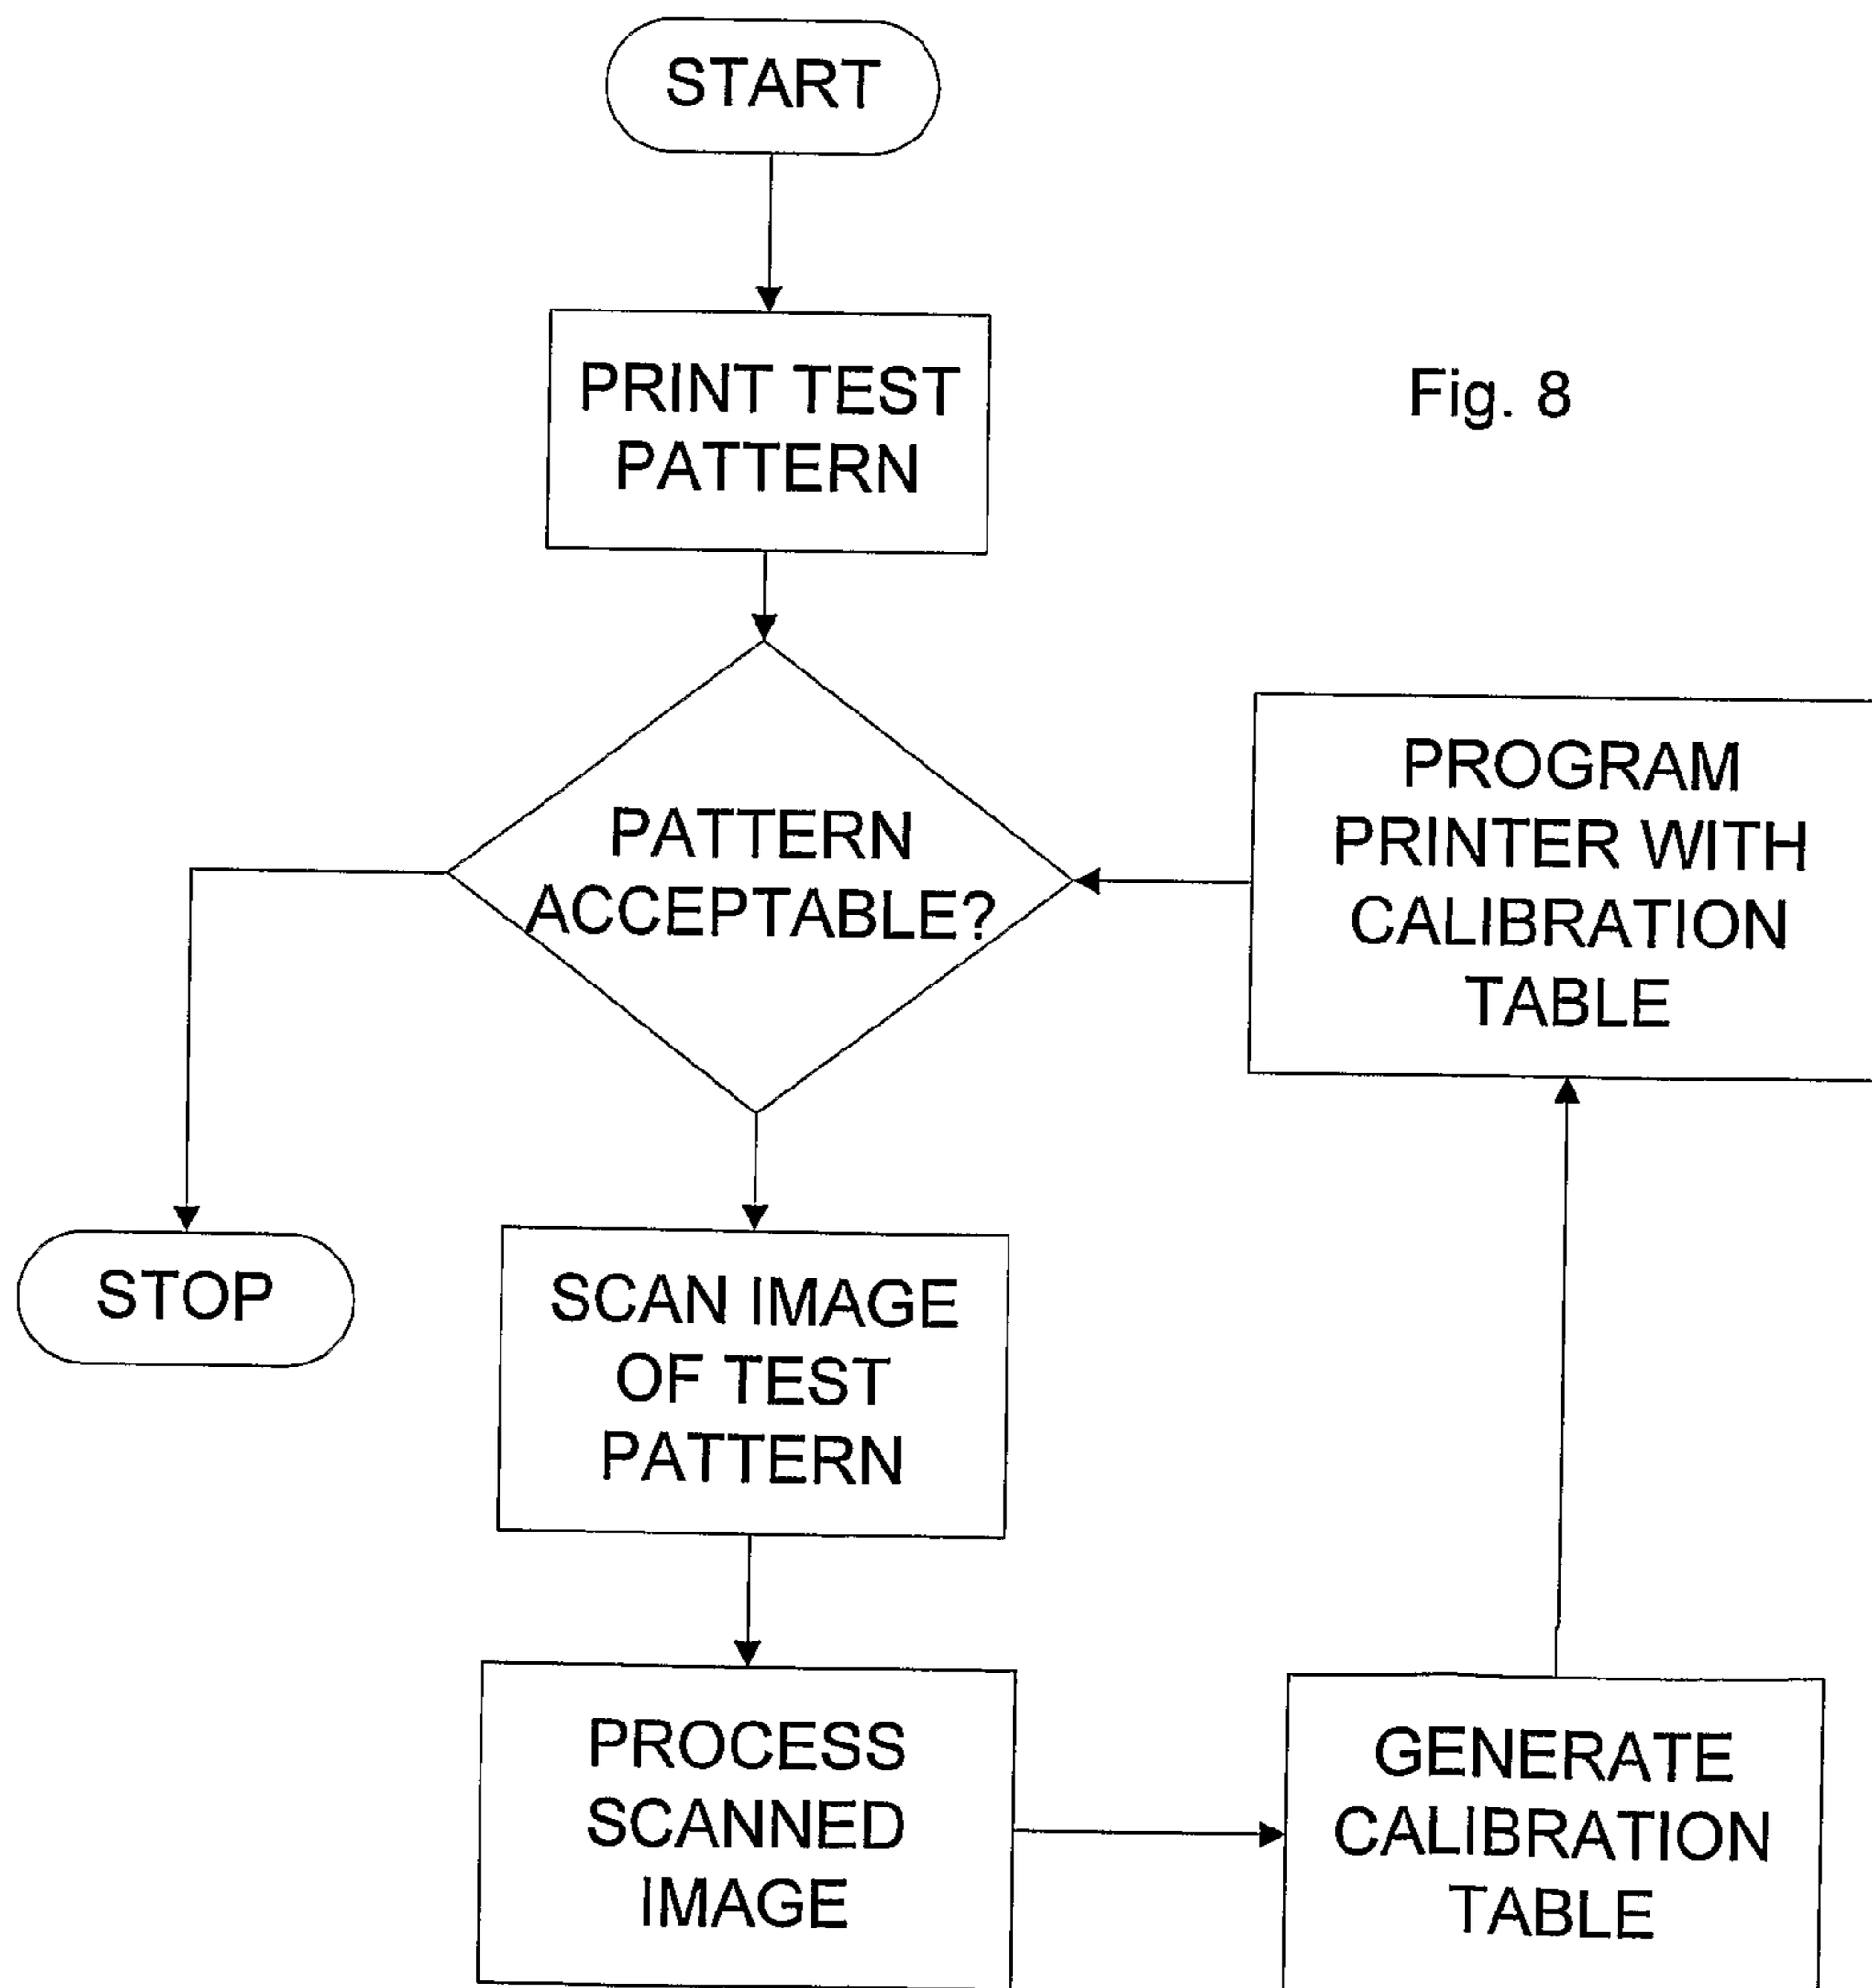 START
PRINT TEST
PATTERN
Fig. 8
PATTERN
ACCEPTABLE?
PROGRAM
PRINTER WITH
CALIBRATION
TABLE
STOP
SCAN IMAGE
OF TEST
PATTERN
PROCESS
SCANNED
IMAGE
GENERATE
CALIBRATION
TABLE